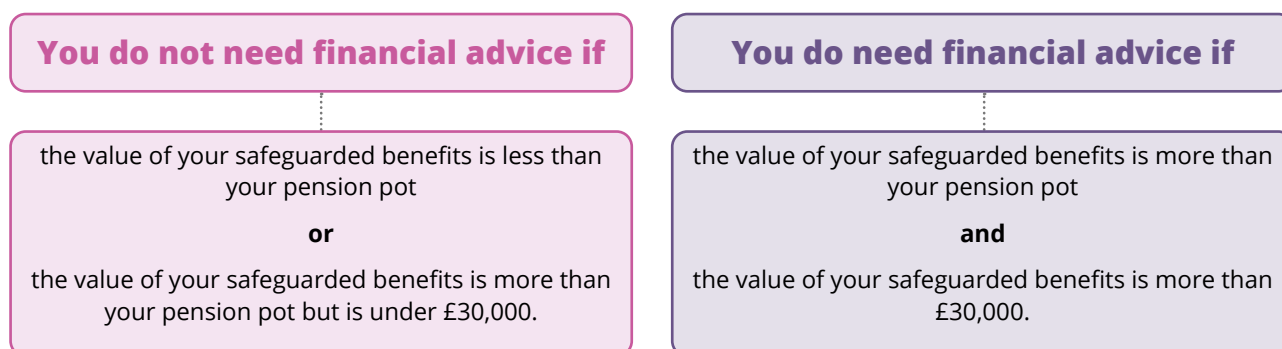 You do not need financial advice if
the value of your safeguarded benefits is less than
your pension pot
or
the value of your safeguarded benefits is more than
your pension pot but is under £30,000.
You do need financial advice if
the value of your safeguarded benefits is more than
your pension pot
and
the value of your safeguarded benefits is more than
£30,000.